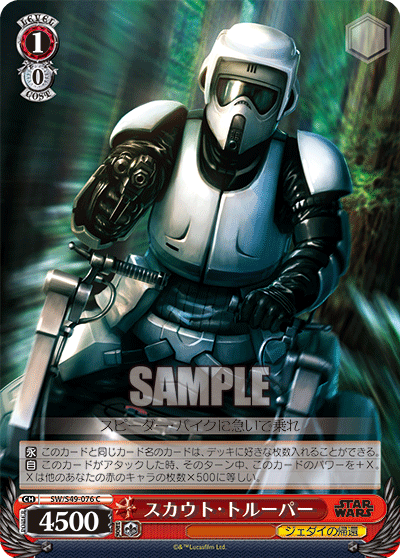 LEVEL
1
0
COST
SAMPLE
スピーダー・バイクに急いで乗れ
永 このカードと同じカード名のカードは、デッキに好きな枚数入れることができる。
自 このカードがアタックした時、そのターン中、このカードのパワーを+X。
Xは他のあなたの赤のキャラの枚数×500に等しい。
CH SW/S49-076 C
POWER
4500
スカウト・トルーパー
STAR WARS
ジェダイの帰還
©&™Lucasfilm Ltd.